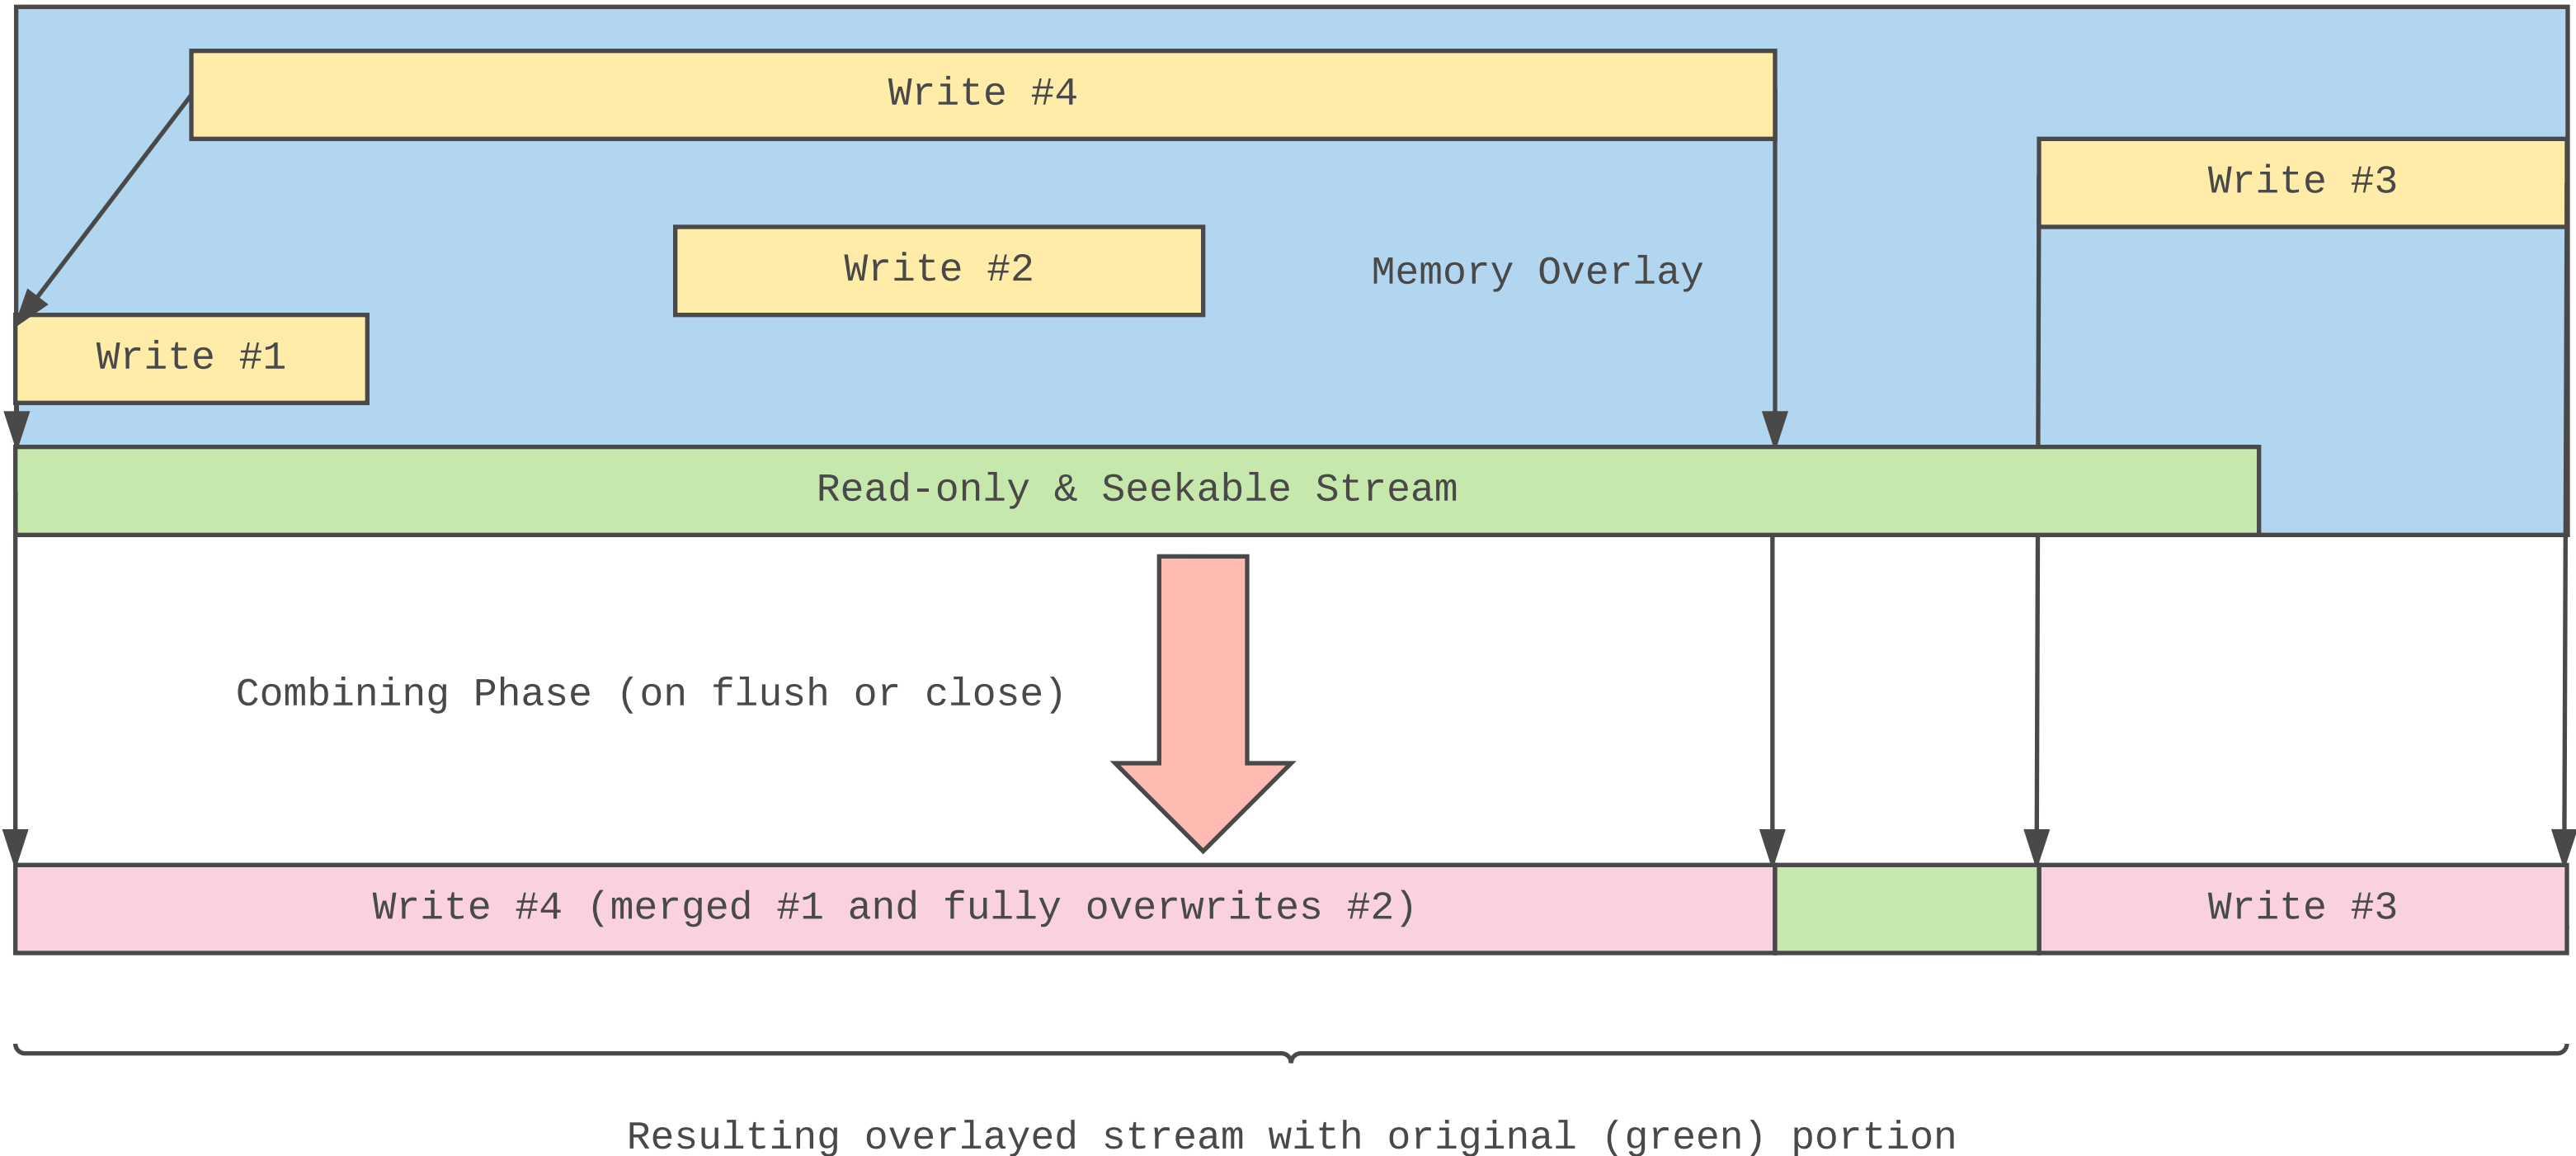 Write #4
Write #3
Write #2
Memory Overlay
Write #1
Read-only & Seekable Stream
Combining Phase (on flush or close)
Write #4 (merged #1 and fully overwrites #2)
Write #3
Resulting overlayed stream with original (green) portion